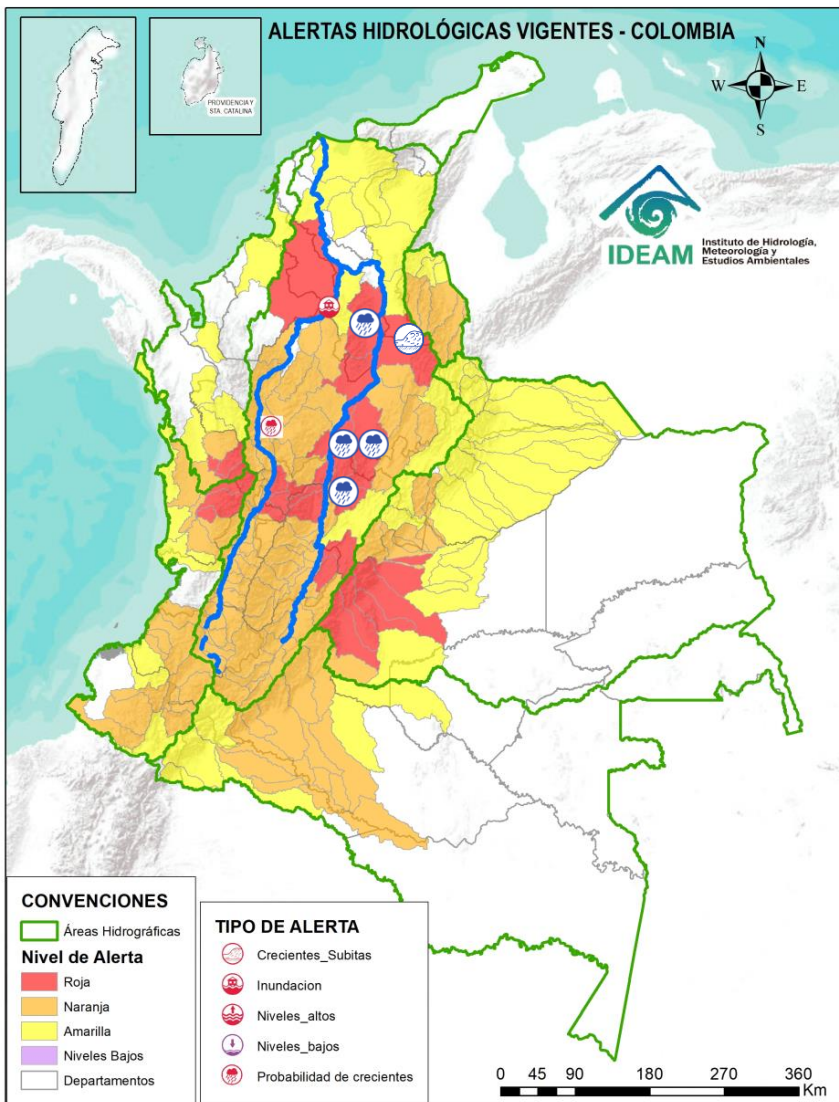 ALERTAS HIDROLÓGICAS VIGENTES - COLOMBIA
PROVIDENCIA Y
STA. CATALINA
N
W
E
S
IDEAM
Instituto de Hidrología,
Meteorología y
Estudios Ambientales
CONVENCIONES
Áreas Hidrográficas
Nivel de Alerta
Roja
Naranja
Amarilla
Niveles Bajos
Departamentos
TIPO DE ALERTA
Crecientes_Subitas
Inundacion
Niveles_altos
Niveles_bajos
Probabilidad de crecientes
0 45 90 180 270 360
Km